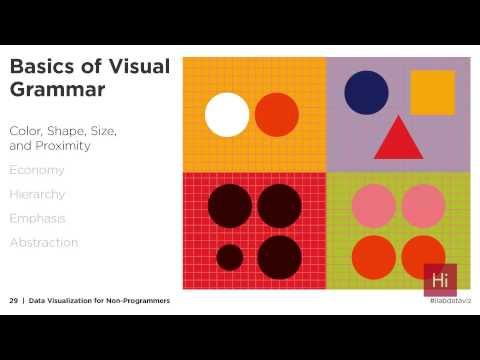 Basics of Visual
Grammar
Color, Shape, Size,
and Proximity
Economy
Hierarchy
Emphasis
Abstraction
Hi
29 | Data Visualization for Non-Programmers
#ilabdataviz